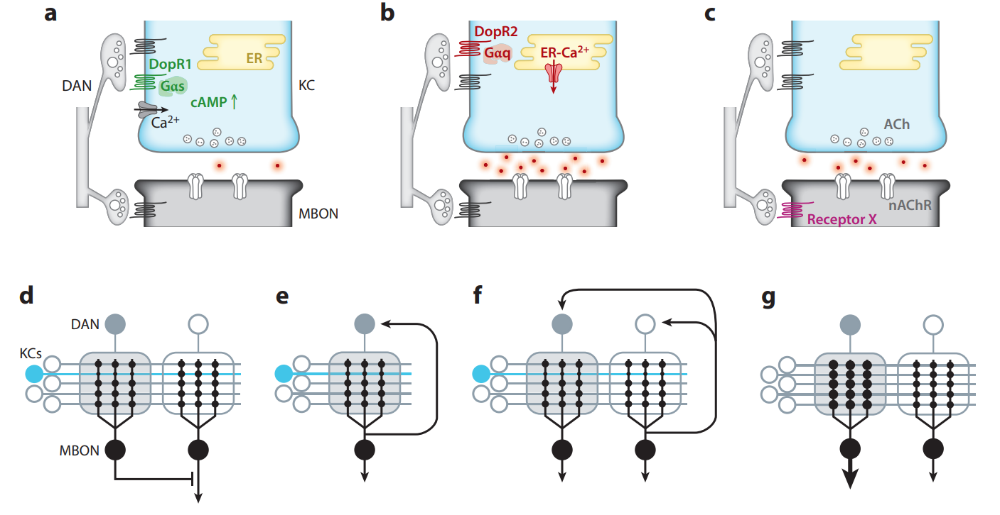 a
DopR1
ER
DAN
Gαs
KC
cAMP ↑
Ca2+
MBON
b
DopR2
Gαq
ER-Ca2+
c
ACh
nAChR
Receptor X
d
DAN
KCs
MBON
e
f
g